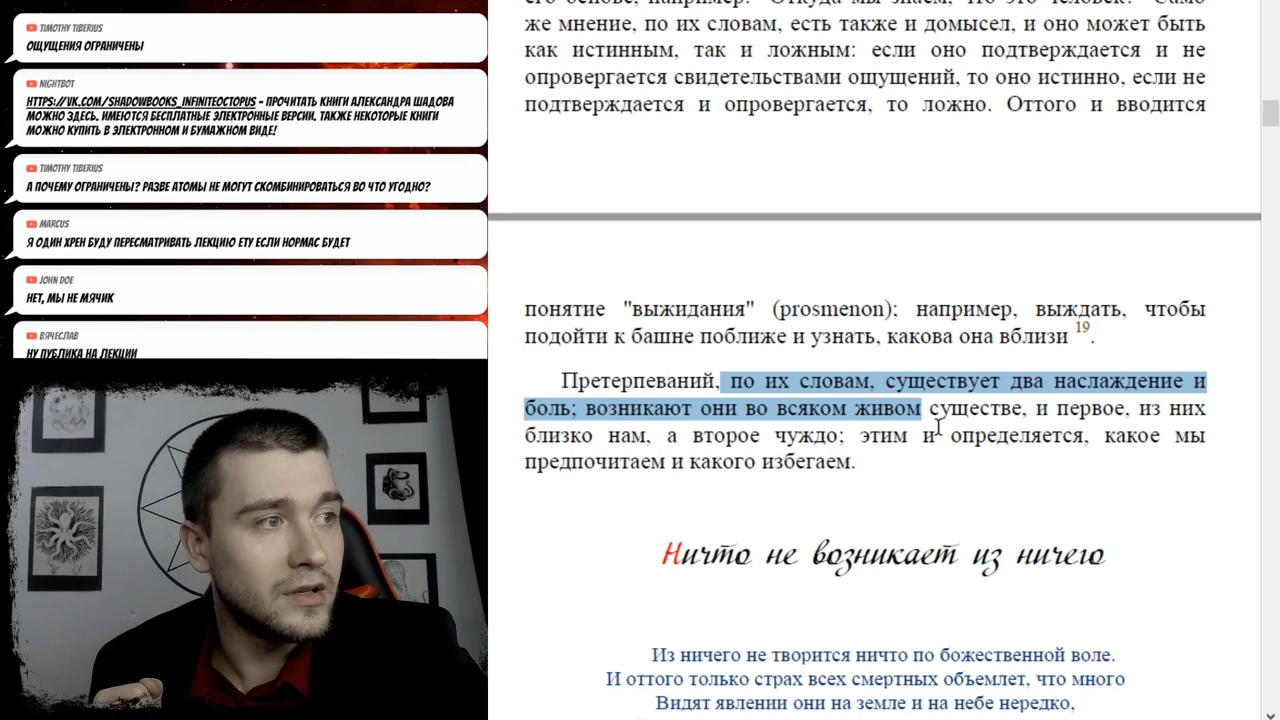 TIMOTHY TIBERIUS
ОЩУЩЕНИЯ ОГРАНИЧЕНЫ
NIGHTBOT
HTTPS://VK.COM/SHADOWBOOKS_INFINITEOCTOPUS - ПРОЧИТАТЬ КНИГИ АЛЕКСАНДРА ШАДОВА
МОЖНО ЗДЕСЬ. ИМЕЮТСЯ БЕСПЛАТНЫЕ ЭЛЕКТРОННЫЕ ВЕРСИИ. ТАКЖЕ НЕКОТОРЫЕ КНИГИ
МОЖНО КУПИТЬ В ЭЛЕКТРОННОМ И БУМАЖНОМ ВИДЕ!
TIMOTHY TIBERIUS
А ПОЧЕМУ ОГРАНИЧЕНЫ? РАЗВЕ АТОМЫ НЕ МОГУТ СКОМБИНИРОВАТЬСЯ ВО ЧТО УГОДНО?
MARCUS
Я ОДИН ХРЕН БУДУ ПЕРЕСМАТРИВАТЬ ЛЕКЦИЮ ЕТУ ЕСЛИ НОРМАС БУДЕТ
JOHN DOE
НЕТ, МЫ НЕ МЯЧИК
ВЯЧЕСЛАВ
НУ ПУБЛИКА НА ЛЕКЦИИ
же мнение, по их словам, есть также и домысел, и оно может быть
как истинным, так и ложным: если оно подтверждается и не
опровергается свидетельствами ощущений, то оно истинно, если не
подтверждается и опровергается, то ложно. Оттого и вводится
понятие "выжидания" (prosmenon); например, выждать, чтобы
подойти к башне поближе и узнать, какова она вблизи 19.
Претерпеваний, по их словам, существует два наслаждение и
боль; возникают они во всяком живом существе, и первое, из них
близко нам, а второе чуждо; этим и определяется, какое мы
предпочитаем и какого избегаем.
Ничто не возникает из ничего
Из ничего не творится ничто по божественной воле.
И оттого только страх всех смертных объемлет, что много
Видят явлении они на земле и на небе нередко,